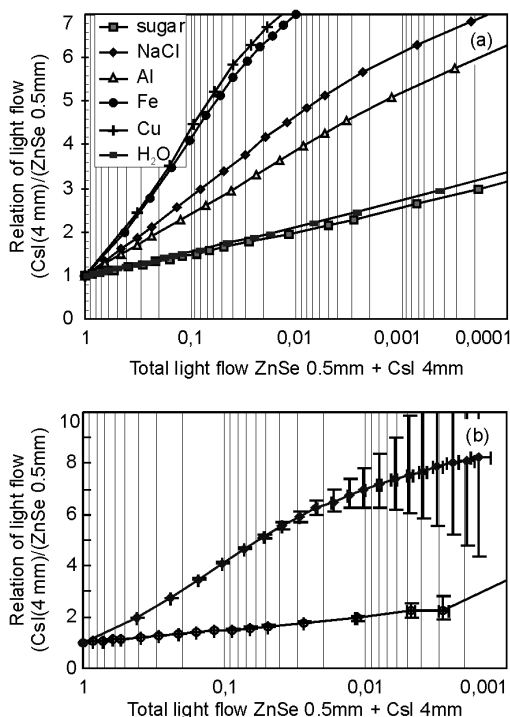 7
6
5
4
3
2
1
0
Relation of light flow
(CsI(4 mm)/(ZnSe 0.5mm)
sugar
NaCl
Al
Fe
Cu
H2O
(a)
1
0,1
0,01
0,001
0,0001
Total light flow ZnSe 0.5mm + CsI 4mm
10
8
6
4
2
0
Relation of light flow
(CsI(4 mm)/(ZnSe 0.5mm)
(b)
1
0,1
0,01
0,001
Total light flow ZnSe 0.5mm + CsI 4mm